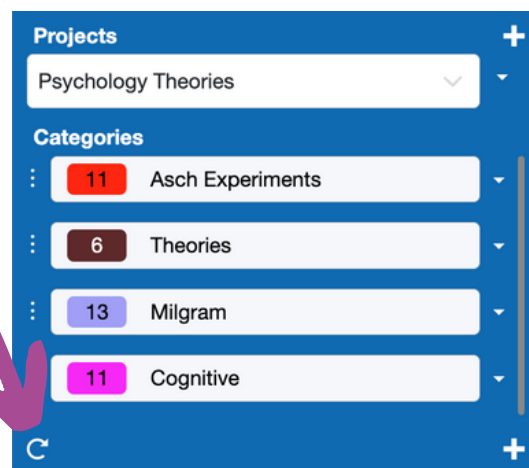 Projects
Psychology Theories
Categories
11 Asch Experiments
6 Theories
13 Milgram
11 Cognitive